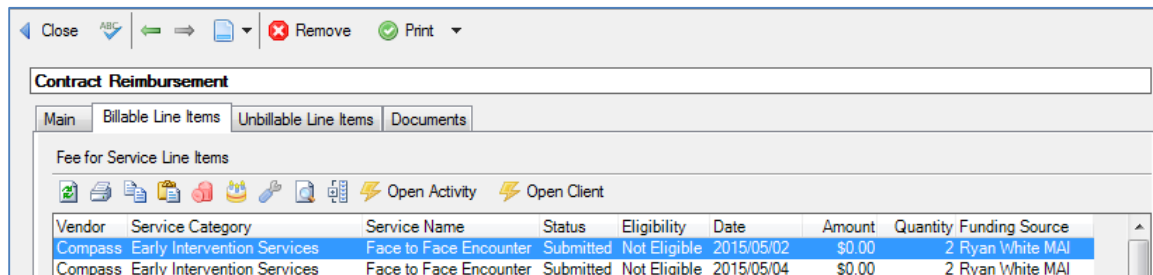 Close ABC Remove Print
Contract Reimbursement
Main Billable Line Items Unbillable Line Items Documents
Fee for Service Line Items
Open Activity Open Client
Vendor Service Category Service Name Status Eligibility Date Amount Quantity Funding Source
Compass Early Intervention Services Face to Face Encounter Submitted Not Eligible 2015/05/02 $0.00 2 Ryan White MAI
Compass Early Intervention Services Face to Face Encounter Submitted Not Eligible 2015/05/04 $0.00 2 Ryan White MAI